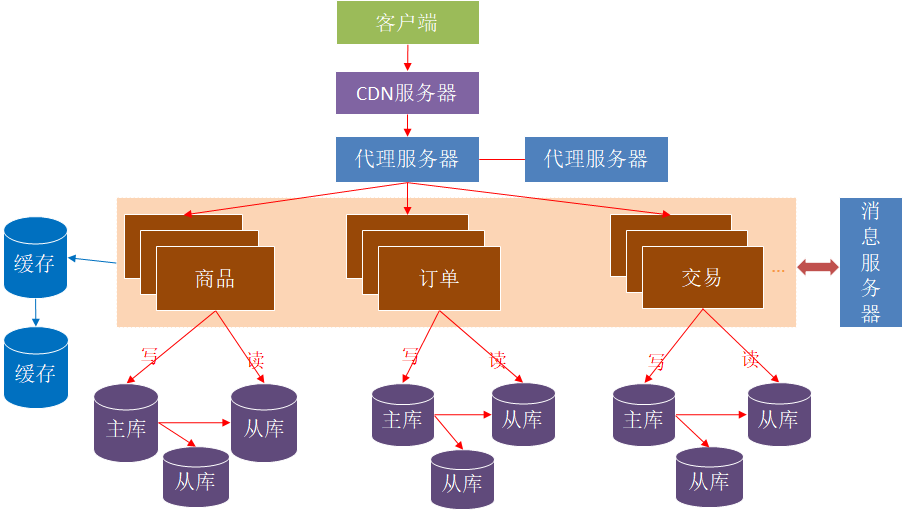 客户端
CDN服务器
代理服务器
代理服务器
消息服务器
商品
订单
交易
...
缓存
缓存
写
读
写
读
写
读
主库
从库
从库
主库
从库
从库
主库
从库
从库